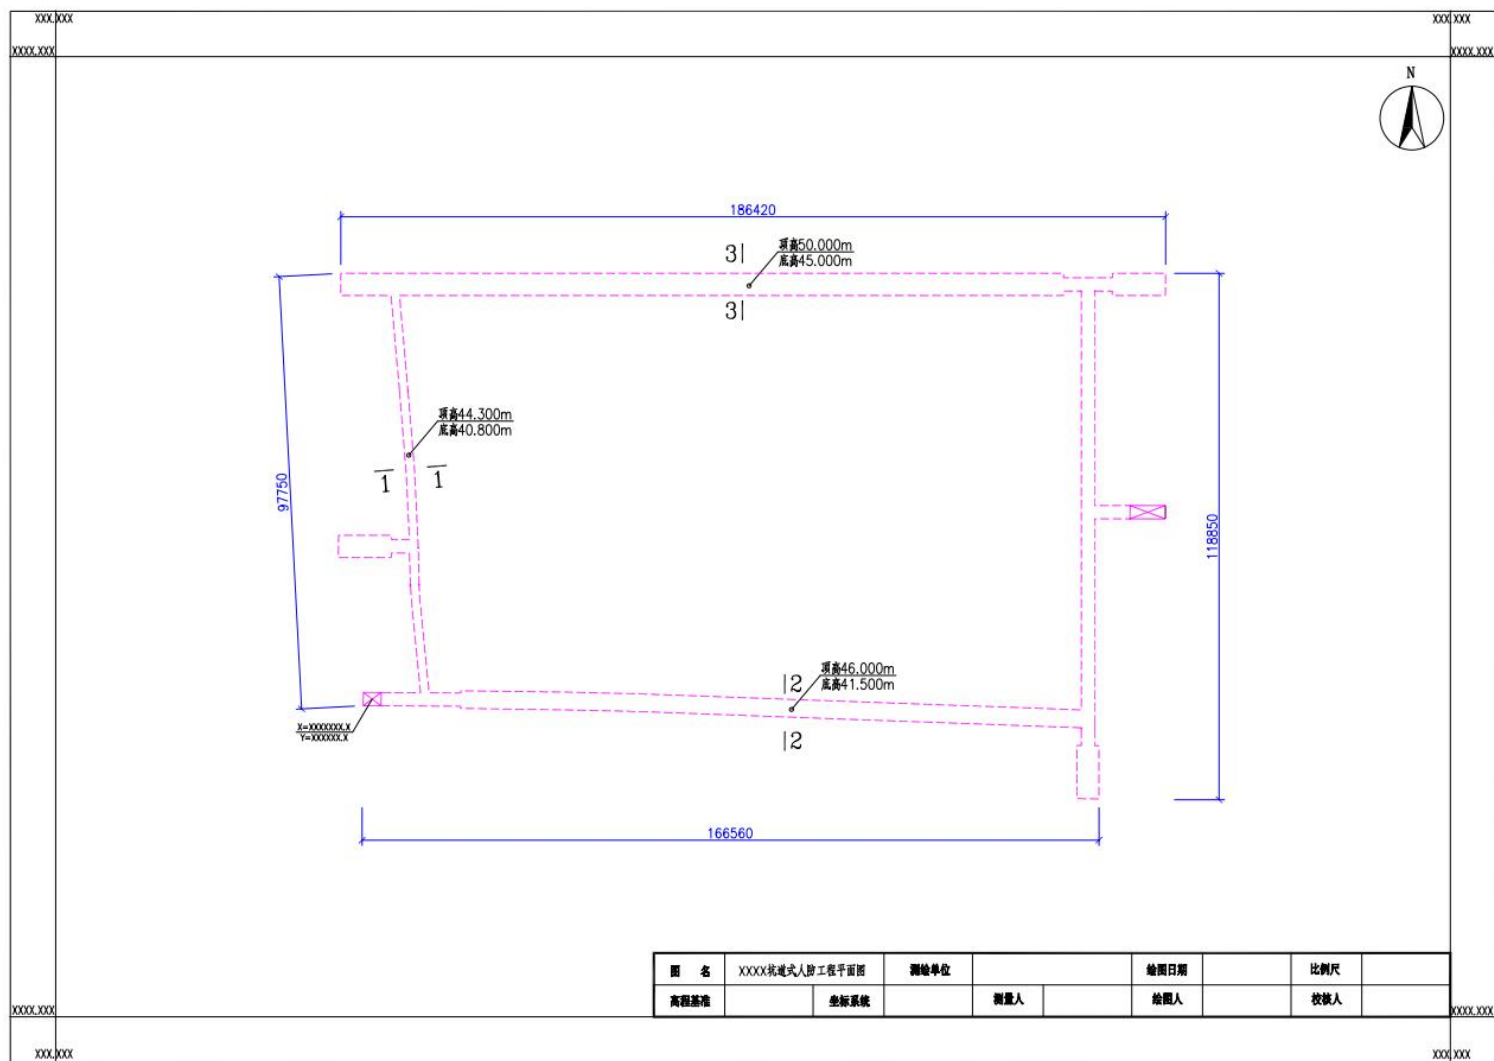 XXX.XXX
XXX.XXX
XXXX.XXX
XXXX.XXX
N
186420
3
顶高50.000m
底高45.000m
3
顶高44.300m
底高40.800m
1
1
97750
118850
2
顶高46.000m
底高41.500m
2
X=XXXXXXX.X
Y=XXXXXX.X
166560
图 名
XXXX坑道式人防工程平面图
测绘单位
绘图日期
比例尺
高程基准
坐标系统
测量人
绘图人
校核人
XXXX.XXX
XXXX.XXX
XXX.XXX
XXX.XXX